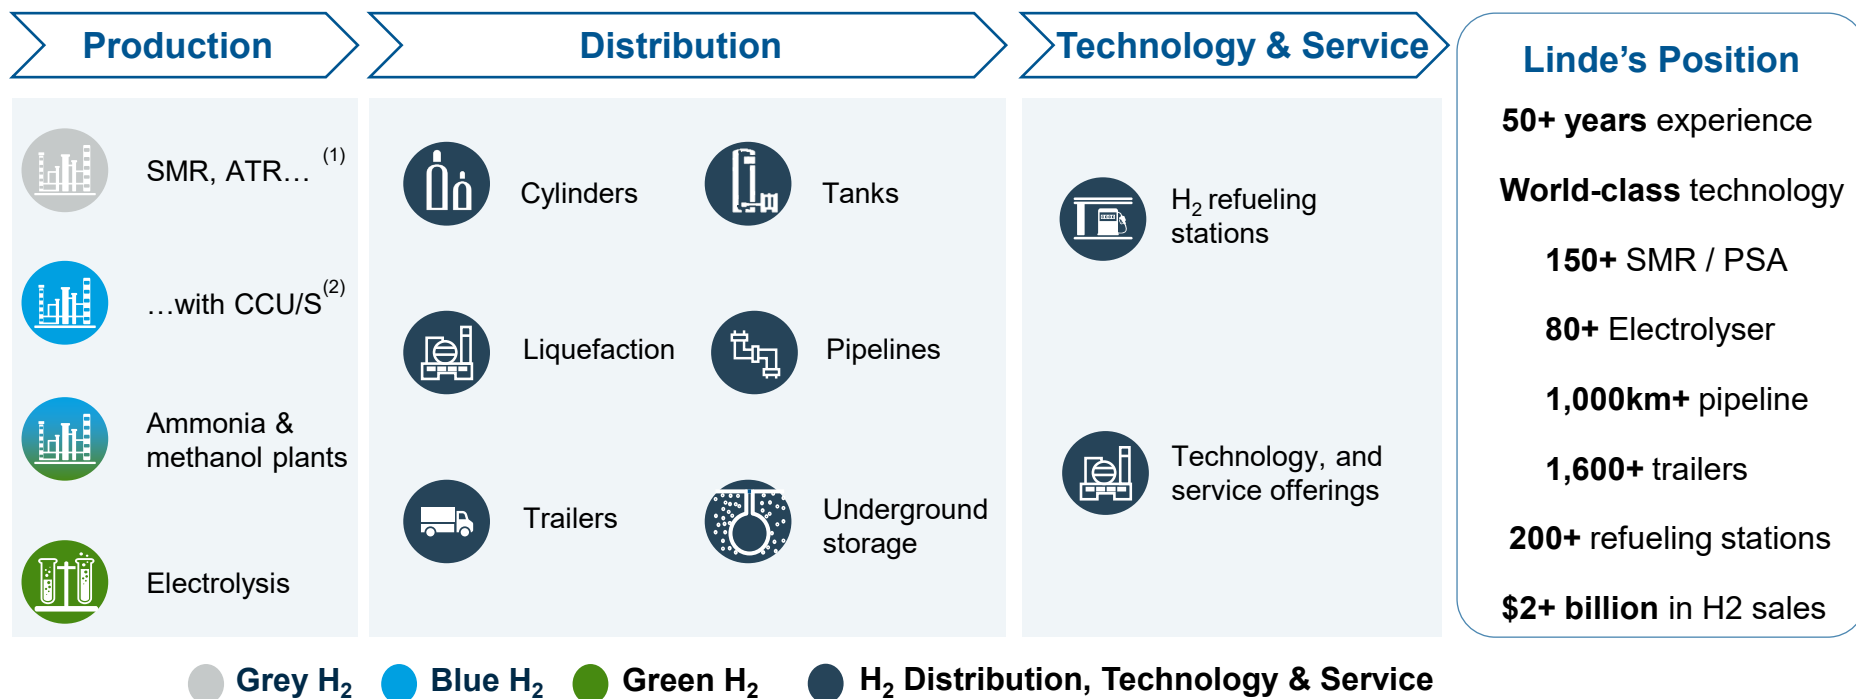 Production
SMR, ATR… (1)
…with CCU/S(2)
Ammonia &
methanol plants
Electrolysis
Distribution
Cylinders
Tanks
Liquefaction
Pipelines
Trailers
Underground
storage
Technology & Service
H2 refueling
stations
Technology, and
service offerings
Linde’s Position
50+ years experience
World-class technology
150+ SMR / PSA
80+ Electrolyser
1,000km+ pipeline
1,600+ trailers
200+ refueling stations
$2+ billion in H2 sales
Grey H2
Blue H2
Green H2
H2 Distribution, Technology & Service